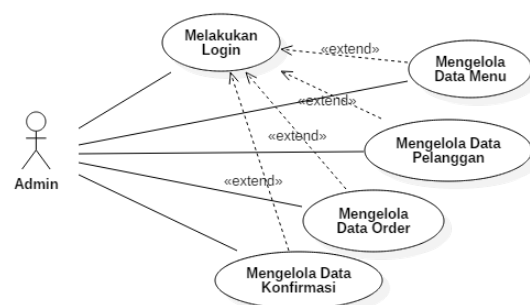 Melakukan
Login
«extend»
Mengelola
Data Menu
«extend»
«extend»
Mengelola Data
Pelanggan
Admin
«extend»
Mengelola
Data Order
Mengelola Data
Konfirmasi